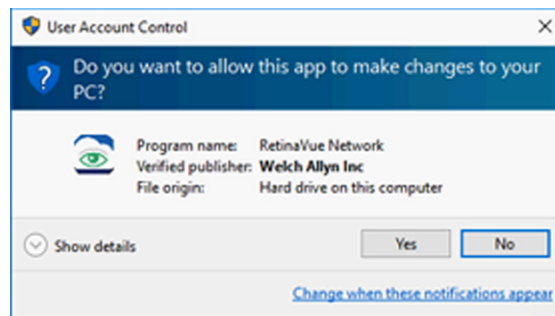 User Account Control
Do you want to allow this app to make changes to your
PC?
Program name: RetinaVue Network
Verified publisher: Welch Allyn Inc
File origin: Hard drive on this computer
Show details
Yes
No
Change when these notifications appear